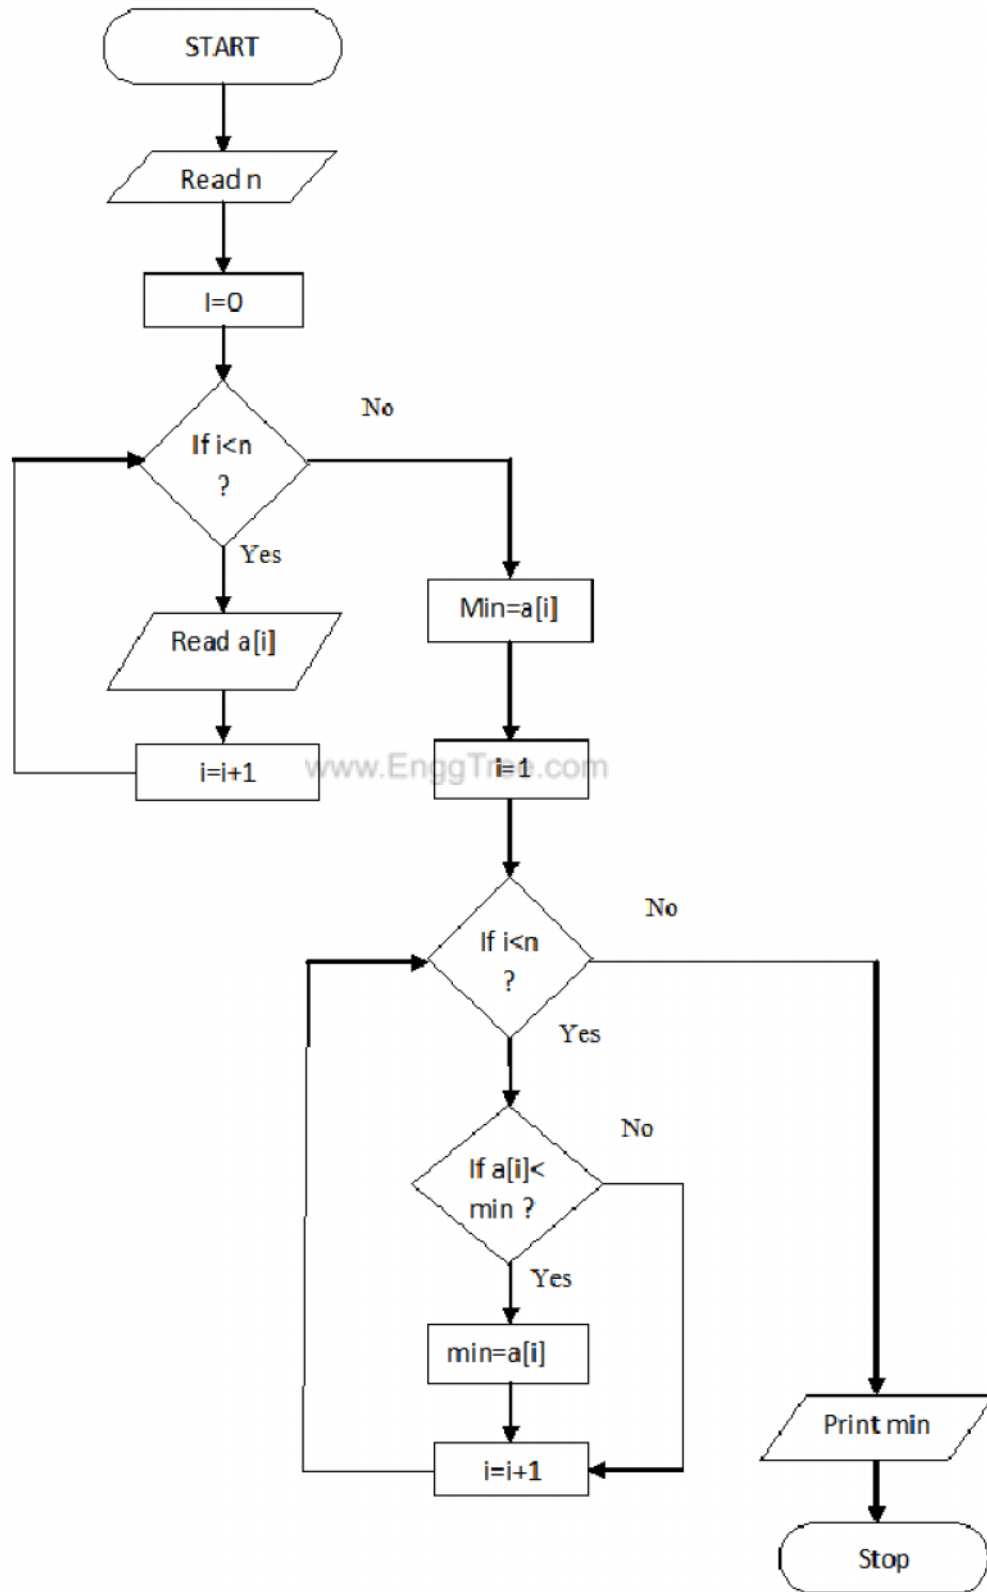 START
Read n
I=0
No
If i<n
?
Yes
Read a[i]
i=i+1
Min=a[i]
www.EnggTree.com
i=1
No
If i<n
?
Yes
No
If a[i]<
min ?
Yes
min=a[i]
i=i+1
Print min
Stop